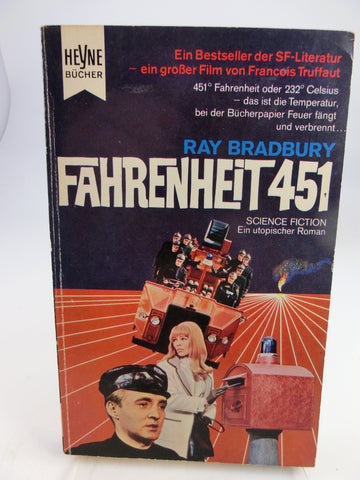 HEYNE
BÜCHER
Ein Bestseller der SF-Literatur
– ein großer Film von François Truffaut
451° Fahrenheit oder 232° Celsius
– das ist die Temperatur,
bei der Bücherpapier Feuer fängt
und verbrennt...
RAY BRADBURY
FAHRENHEIT 451
SCIENCE FICTION
Ein utopischer Roman